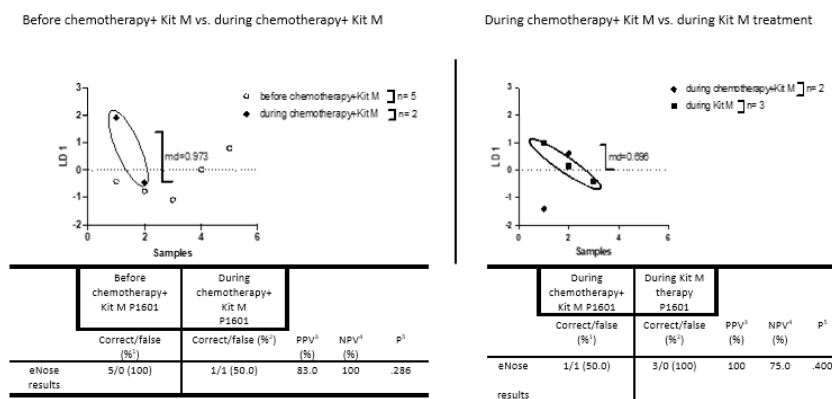 Before chemotherapy+ Kit M vs. during chemotherapy+ Kit M
3
2
1
0
-1
-2
LD 1
0
2
4
6
Samples
before chemotherapy+Kit M n= 5
during chemotherapy+Kit M n= 2
md=0.973
Before
chemotherapy+
Kit M P1601
During
chemotherapy+
Kit M
P1601
Correct/false
(%¹)
Correct/false (%²)
PPV³
(%)
NPV⁴
(%)
P⁵
eNose
results
5/0 (100)
1/1 (50.0)
83.0
100
.286
During chemotherapy+ Kit M vs. during Kit M treatment
3
2
1
0
-1
-2
LD 1
0
2
4
6
Samples
during chemotherapy+Kit M n= 2
during Kit M n= 3
md=0.696
During
chemotherapy+
Kit M P1601
During Kit M
therapy
P1601
Correct/false
(%¹)
Correct/false
(%²)
PPV³
(%)
NPV⁴
(%)
P⁵
eNose
results
1/1 (50.0)
3/0 (100)
100
75.0
.400